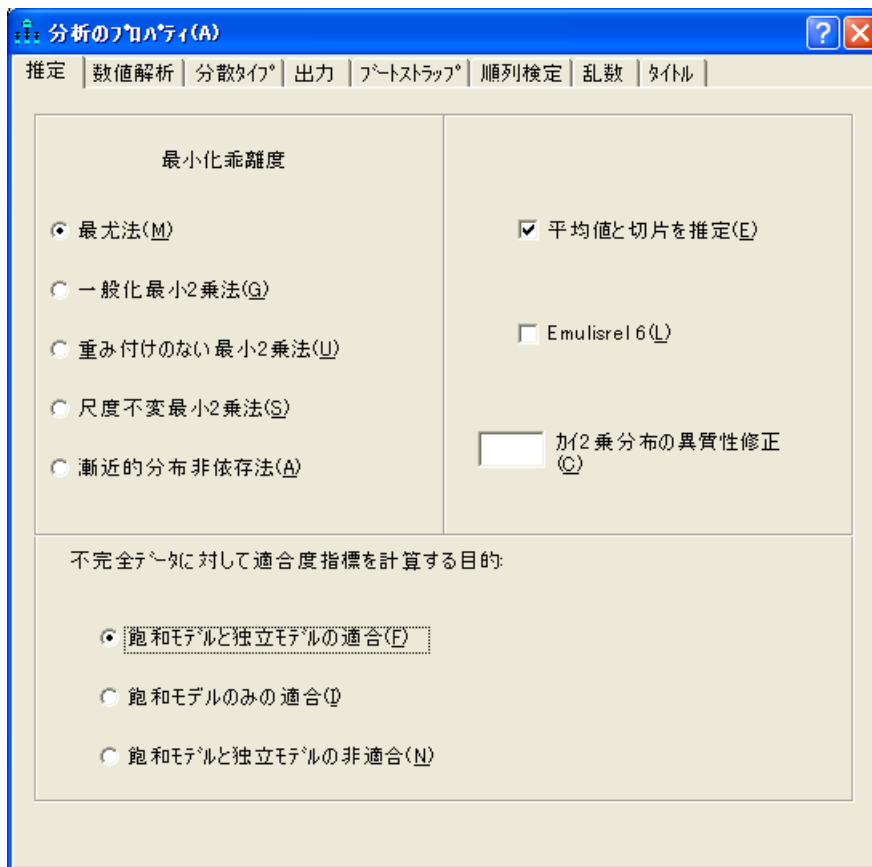 分析のﾌﾟﾛﾊﾟﾃｨ(A)
推定 数値解析 分散ﾀｲﾌﾟ 出力 ﾌﾞｰﾄｽﾄﾗｯﾌﾟ 順列検定 乱数 ﾀｲﾄﾙ
最小化乖離度
最尤法(M)
一般化最小2乗法(G)
重み付けのない最小2乗法(U)
尺度不変最小2乗法(S)
漸近的分布非依存法(A)
平均値と切片を推定(E)
Emulisrel 6(L)
ｶｲ2乗分布の異質性修正
(C)
不完全ﾃﾞｰﾀに対して適合度指標を計算する目的:
飽和ﾓﾃﾞﾙと独立ﾓﾃﾞﾙの適合(F)
飽和モデルのみの適合(I)
飽和ﾓﾃﾞﾙと独立ﾓﾃﾞﾙの非適合(N)